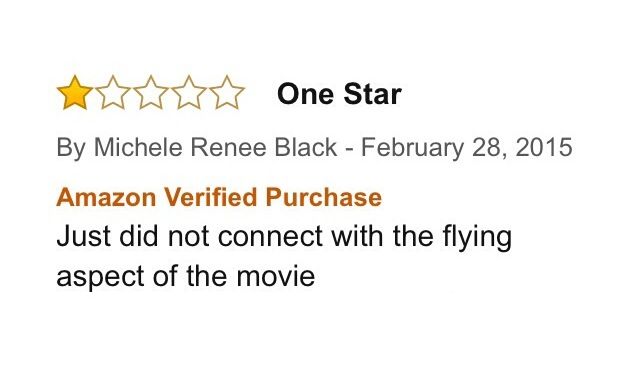 One Star
By Michele Renee Black - February 28, 2015
Amazon Verified Purchase
Just did not connect with the flying
aspect of the movie